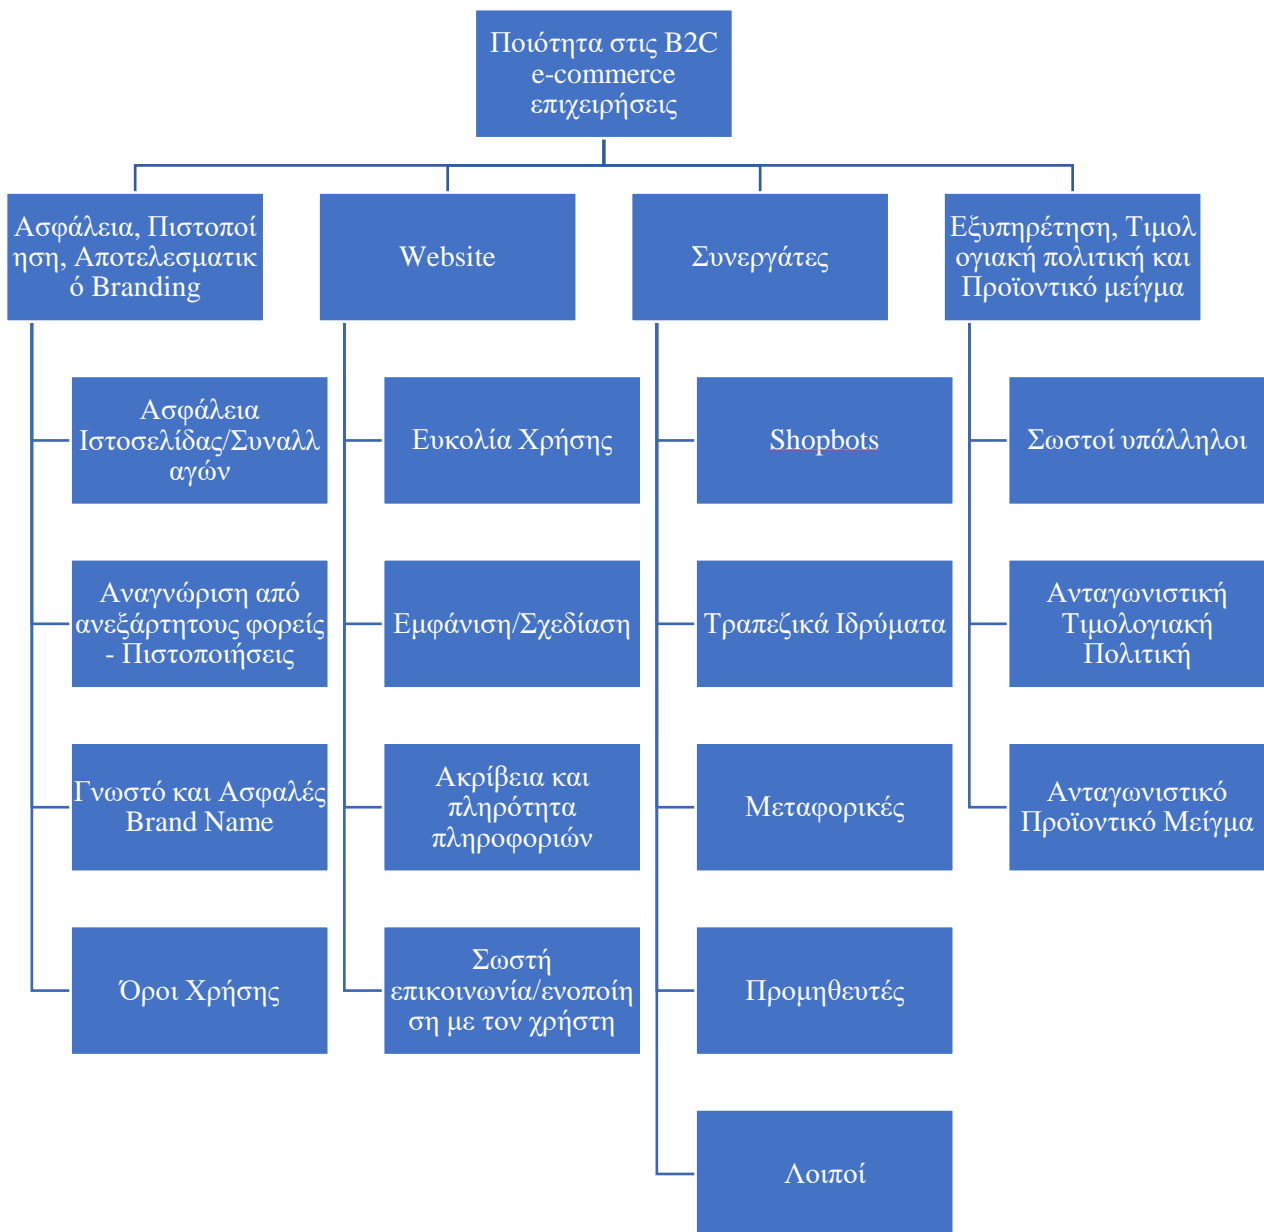 Ποιότητα στις B2C
e-commerce
επιχειρήσεις
Ασφάλεια, Πιστοποί
ηση, Αποτελεσματικ
ό Branding
Website
Συνεργάτες
Εξυπηρέτηση, Τιμολ
ογιακή πολιτική και
Προϊοντικό μείγμα
Ασφάλεια
Ιστοσελίδας/Συναλλ
αγών
Ευκολία Χρήσης
Shopbots
Σωστοί υπάλληλοι
Αναγνώριση από
ανεξάρτητους φορείς
- Πιστοποιήσεις
Εμφάνιση/Σχεδίαση
Τραπεζικά Ιδρύματα
Ανταγωνιστική
Τιμολογιακή
Πολιτική
Γνωστό και Ασφαλές
Brand Name
Ακρίβεια και
πληρότητα
πληροφοριών
Μεταφορικές
Ανταγωνιστικό
Προϊοντικό Μείγμα
Όροι Χρήσης
Σωστή
επικοινωνία/ενοποίη
ση με τον χρήστη
Προμηθευτές
Λοιποί